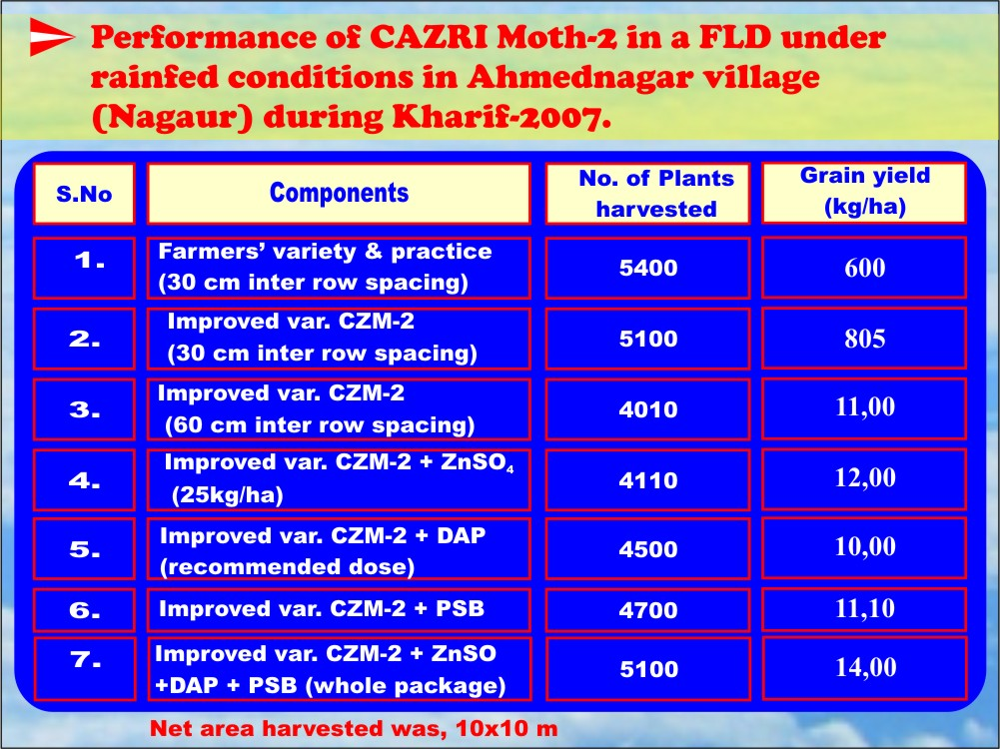 Performance of CAZRI Moth-2 in a FLD under
rainfed conditions in Ahmednagar village
(Nagaur) during Kharif-2007.
S.No Components No. of Plants harvested Grain yield (kg/ha)
1. Farmers’ variety & practice (30 cm inter row spacing) 5400 600
2. Improved var. CZM-2 (30 cm inter row spacing) 5100 805
3. Improved var. CZM-2 (60 cm inter row spacing) 4010 11,00
4. Improved var. CZM-2 + ZnSO₄ (25kg/ha) 4110 12,00
5. Improved var. CZM-2 + DAP (recommended dose) 4500 10,00
6. Improved var. CZM-2 + PSB 4700 11,10
7. Improved var. CZM-2 + ZnSO +DAP + PSB (whole package) 5100 14,00
Net area harvested was, 10x10 m